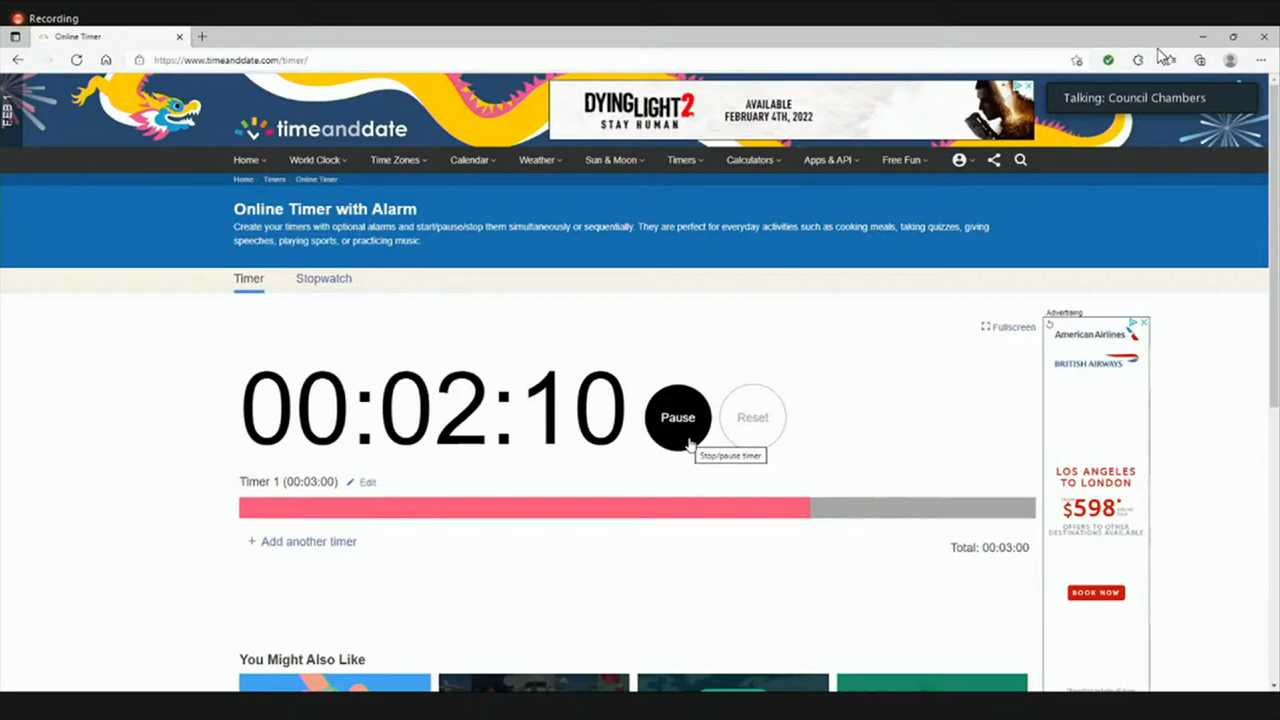 Recording
Online Timer
https://www.timeanddate.com/timer/
FEB 1
timeanddate
DYING LIGHT 2
STAY HUMAN
AVAILABLE
FEBRUARY 4TH, 2022
Talking: Council Chambers
Home World Clock Time Zones Calendar Weather Sun & Moon Timers Calculators Apps & API Free Fun
Home Timers Online Timer
Online Timer with Alarm
Create your timers with optional alarms and start/pause/stop them simultaneously or sequentially. They are perfect for everyday activities such as cooking meals, taking quizzes, giving
speeches, playing sports, or practicing music.
Timer Stopwatch
Fullscreen
00:02:10 Pause Reset
Stop/pause timer
Timer 1 (00:03:00) Edit
+ Add another timer
Total: 00:03:00
Advertising
American Airlines
BRITISH AIRWAYS
LOS ANGELES
TO LONDON
$598*
OFFERS TO OTHER
DESTINATIONS AVAILABLE
BOOK NOW
You Might Also Like